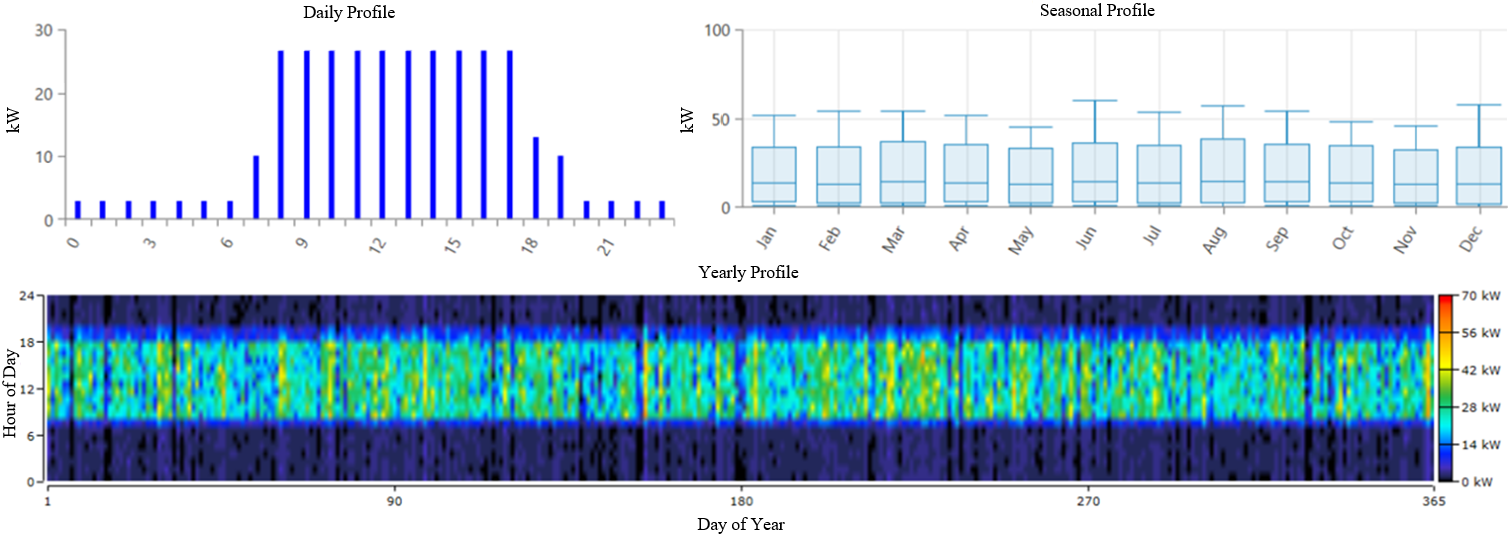 Daily Profile
30
20
10
0
kW
0 3 6 9 12 15 18 21
Seasonal Profile
100
50
0
kW
Jan Feb Mar Apr May Jun Jul Aug Sep Oct Nov Dec
Yearly Profile
24
18
12
6
0
Hour of Day
1 90 180 270 365
Day of Year
70 kW
56 kW
42 kW
28 kW
14 kW
0 kW